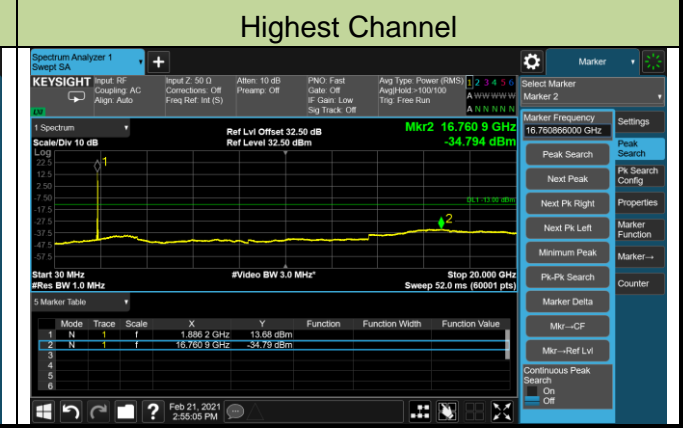 Highest Channel
Spectrum Analyzer 1
Swept SA
Marker
KEYSIGHT
Input: RF
Coupling: AC
Align: Auto
Input Z: 50 Ω
Corrections: Off
Freq Ref: Int (S)
Atten: 10 dB
Preamp: Off
PNO: Fast
Gate: Off
IF Gain: Low
Sig Track: Off
Avg Type: Power (RMS)
Avg|Hold:>100/100
Trig: Free Run
1 2 3 4 5 6
A W W W W W
A N N N N N
Select Marker
Marker 2
1 Spectrum
Scale/Div 10 dB
Ref Lvl Offset 32.50 dB
Ref Level 32.50 dBm
Mkr2 16.760 9 GHz
-34.794 dBm
Log
22.5
12.5
2.50
-7.50
-17.5
-27.5
-37.5
-47.5
-57.5
1
2
DL1 -13.00 dBm
Start 30 MHz
#Res BW 1.0 MHz
#Video BW 3.0 MHz*
Stop 20.000 GHz
Sweep 52.0 ms (60001 pts)
5 Marker Table
Mode Trace Scale X Y Function Function Width Function Value
1 N 1 f 1.886 2 GHz 13.68 dBm
2 N 1 f 16.760 9 GHz -34.79 dBm
3
4
5
6
Marker Frequency
16.760866000 GHz
Peak Search
Next Peak
Next Pk Right
Next Pk Left
Minimum Peak
Pk-Pk Search
Marker Delta
Mkr→CF
Mkr→Ref Lvl
Continuous Peak
Search
On
Off
Settings
Peak
Search
Pk Search
Config
Properties
Marker
Function
Marker→
Counter
Feb 21, 2021
2:55:05 PM